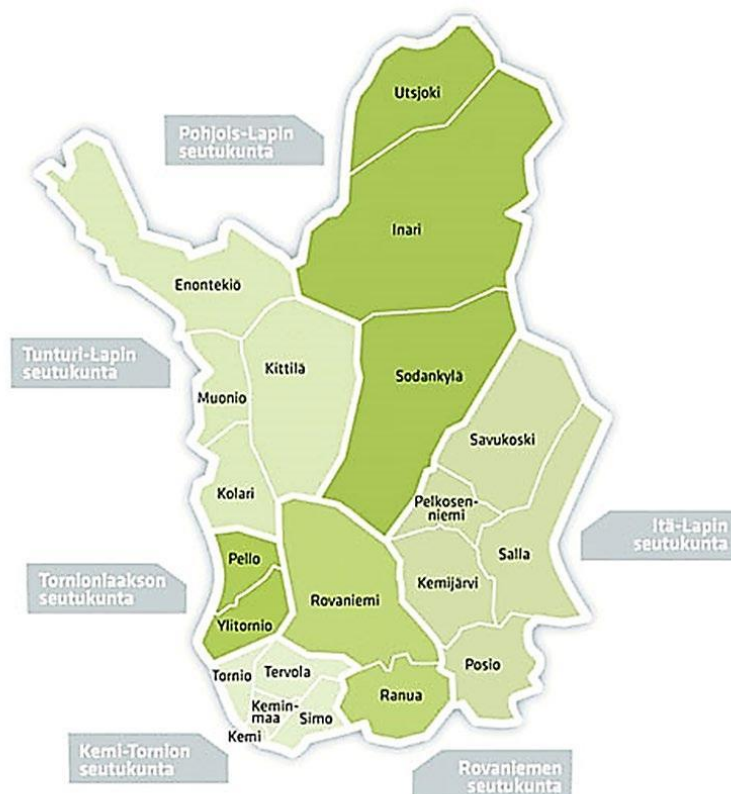 Utsjoki
Pohjois-Lapin
seutukunta
Inari
Enontekiö
Tunturi-Lapin
seutukunta
Kittilä
Sodankylä
Muonio
Savukoski
Kolari
Pelkosen-
niemi
Itä-Lapin
seutukunta
Salla
Pello
Kemijärvi
Tornionlaakson
seutukunta
Rovaniemi
Ylitornio
Posio
Tornio
Tervola
Ranua
Kemin-
maa
Simo
Kemi
Kemi-Tornion
seutukunta
Rovaniemen
seutukunta